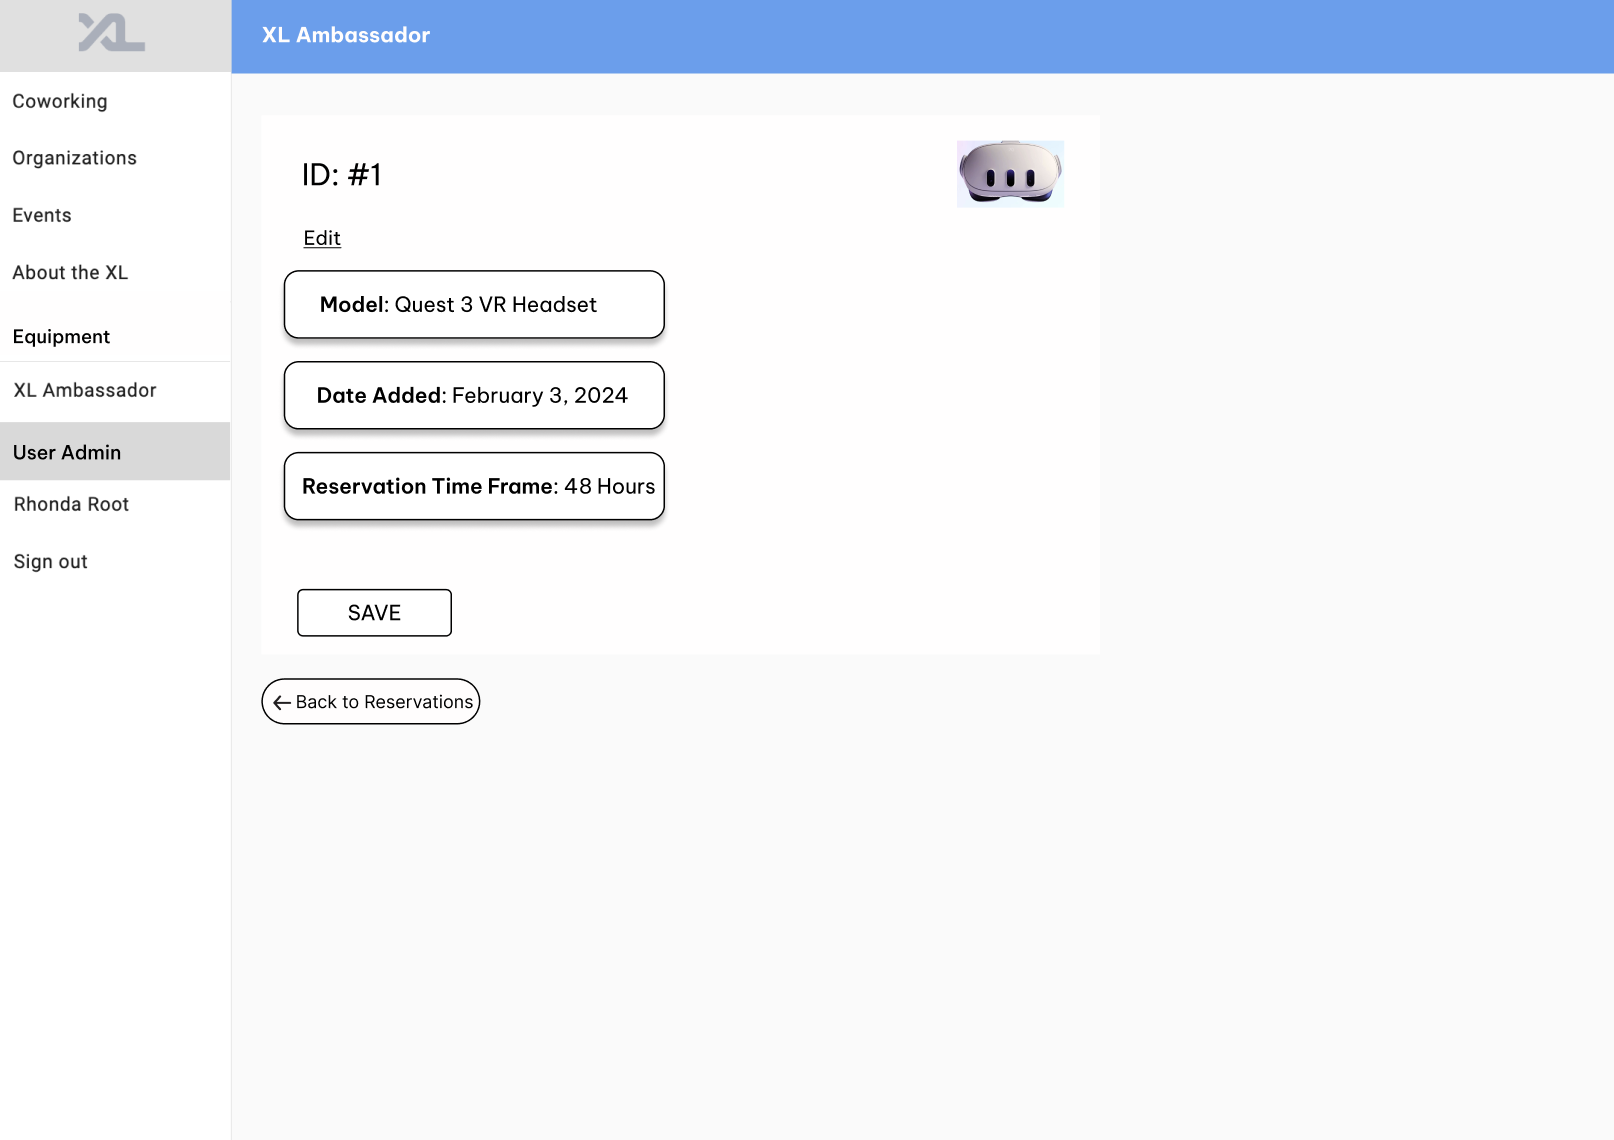 XL
XL Ambassador
Coworking
Organizations
Events
About the XL
Equipment
XL Ambassador
User Admin
Rhonda Root
Sign out
ID: #1
Edit
Model: Quest 3 VR Headset
Date Added: February 3, 2024
Reservation Time Frame: 48 Hours
SAVE
Back to Reservations